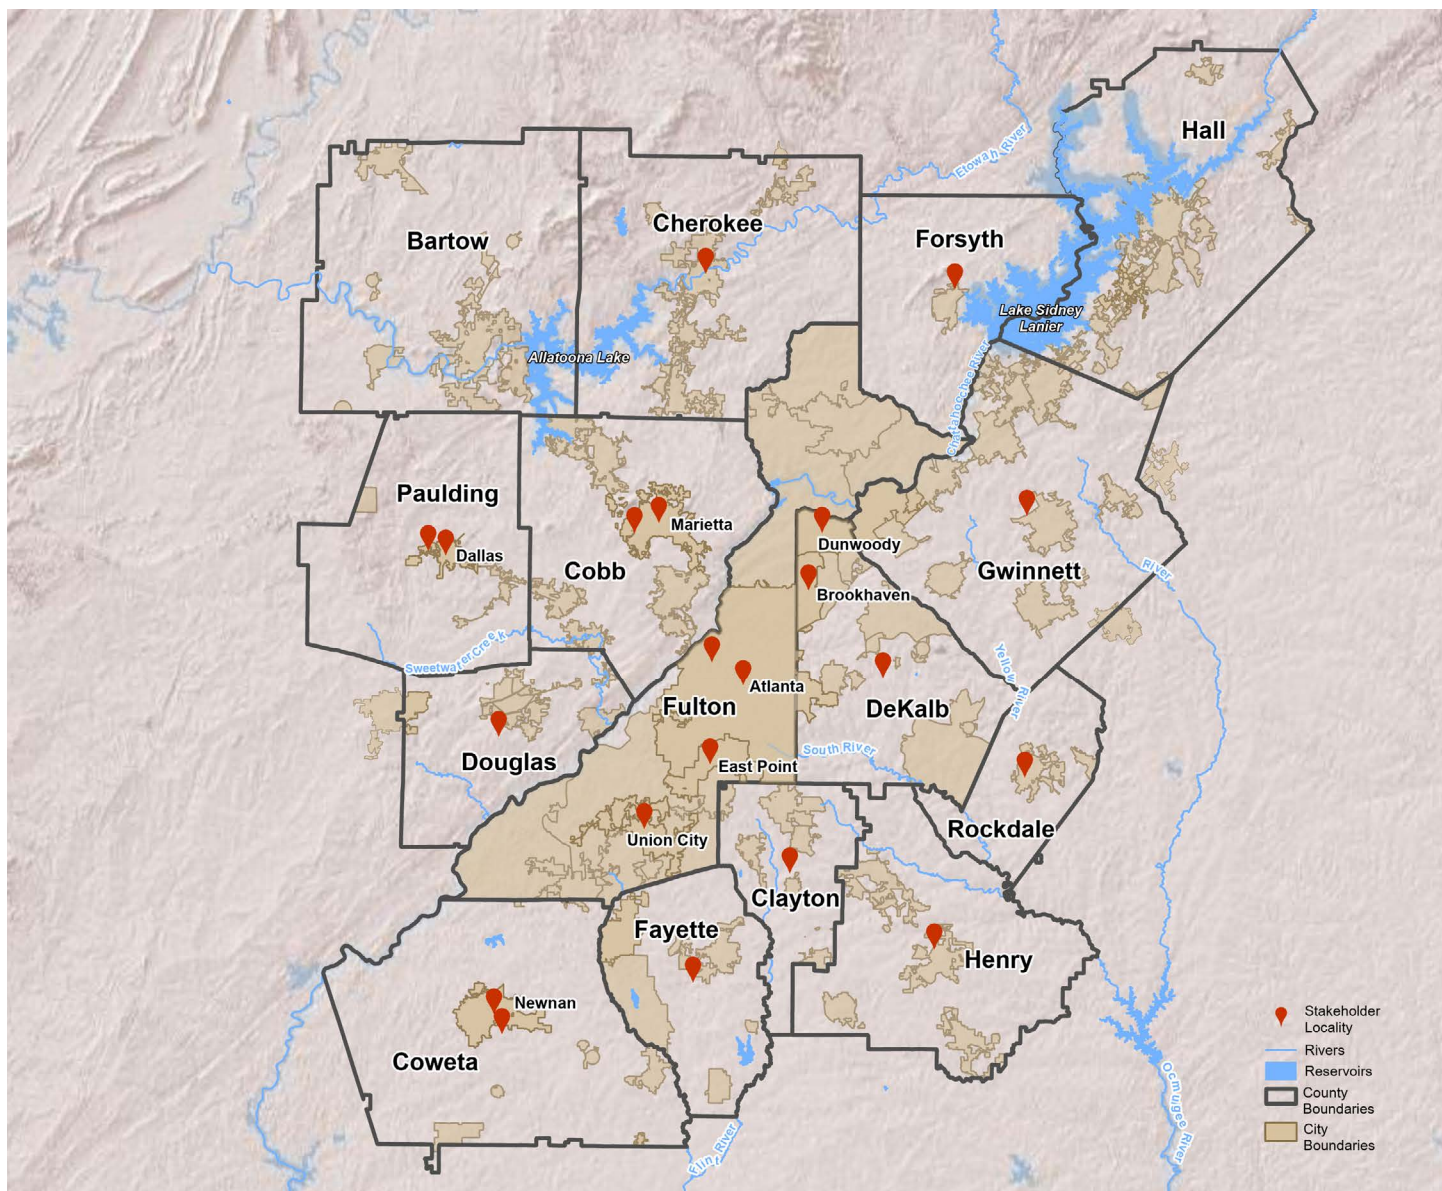 Hall
Etowah River
Cherokee
Bartow
Forsyth
Lake Sidney
Lanier
Allatoona Lake
Chattahoochee River
Paulding
Marietta
Dallas
Dunwoody
Cobb
Gwinnett
River
Brookhaven
Sweetwater Creek
Yellow River
Atlanta
Fulton
DeKalb
South River
Douglas
East Point
Union City
Rockdale
Clayton
Fayette
Henry
Newnan
Coweta
Flint River
Ocmulgee River
Stakeholder
Locality
Rivers
Reservoirs
County
Boundaries
City
Boundaries